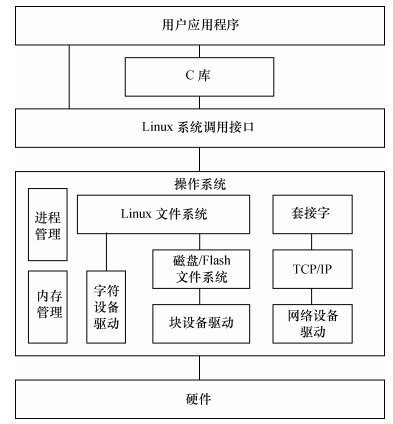 用户应用程序
C 库
Linux 系统调用接口
操作系统
进程
管理
Linux 文件系统
套接字
磁盘/Flash
文件系统
TCP/IP
内存
管理
字符
设备
驱动
块设备驱动
网络设备
驱动
硬件